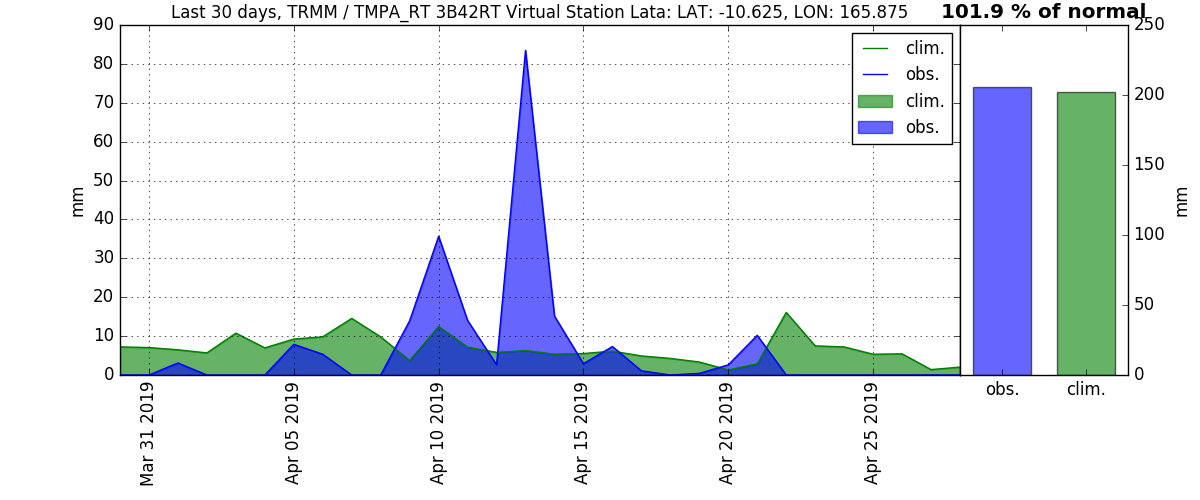 Last 30 days, TRMM / TMPA_RT 3B42RT Virtual Station Lata: LAT: -10.625, LON: 165.875
101.9 % of normal
90
80
70
60
50
40
30
20
10
0
mm
clim.
obs.
clim.
obs.
Mar 31 2019
Apr 05 2019
Apr 10 2019
Apr 15 2019
Apr 20 2019
Apr 25 2019
250
200
150
100
50
0
mm
obs.
clim.